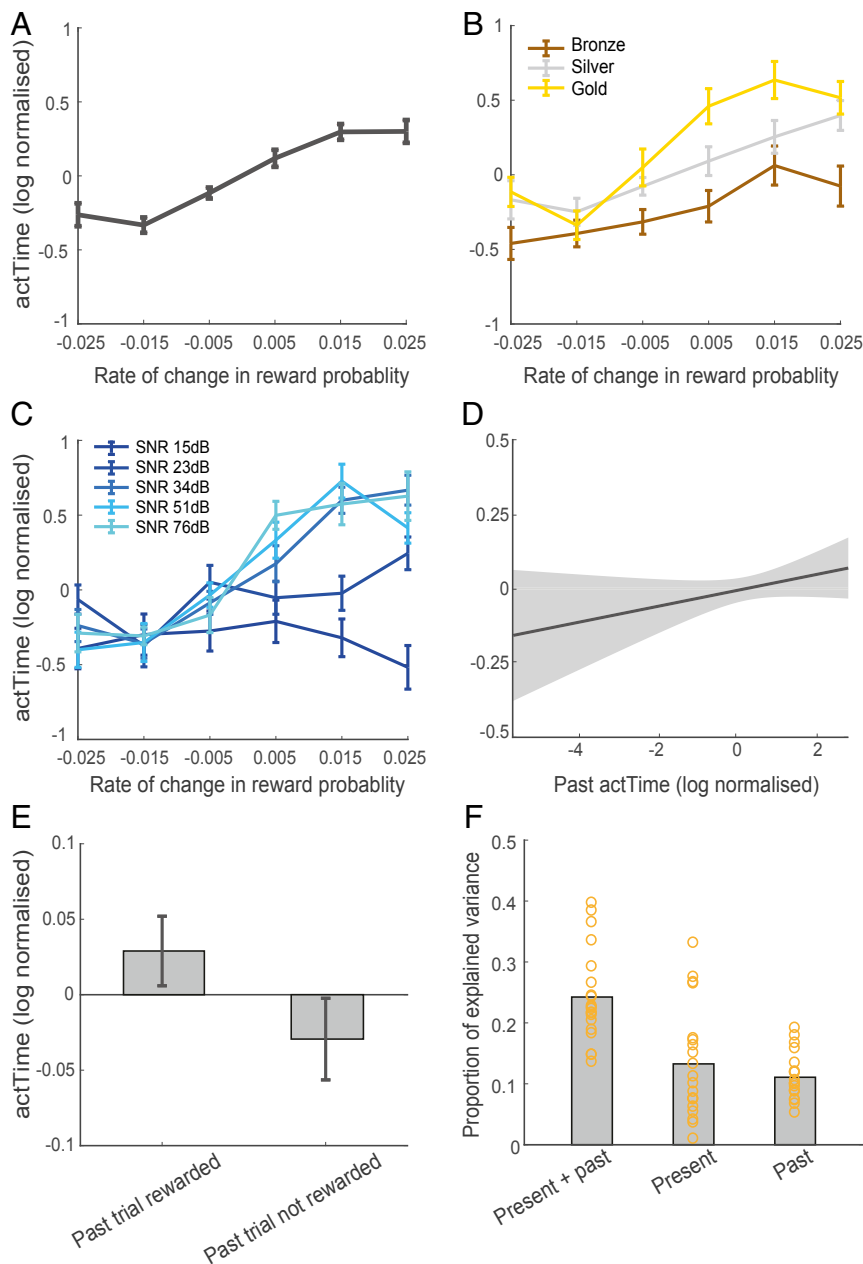 A
1
0.5
0
-0.5
-1
-0.025 -0.015 -0.005 0.005 0.015 0.025
actTime (log normalised)
Rate of change in reward probablity
B
Bronze
Silver
Gold
1
0.5
0
-0.5
-1
-0.025 -0.015 -0.005 0.005 0.015 0.025
Rate of change in reward probablity
C
SNR 15dB
SNR 23dB
SNR 34dB
SNR 51dB
SNR 76dB
1
0.5
0
-0.5
-1
-0.025 -0.015 -0.005 0.005 0.015 0.025
actTime (log normalised)
Rate of change in reward probablity
D
0.5
0.25
0
-0.25
-0.5
-4 -2 0 2
Past actTime (log normalised)
E
0.1
0.05
0
-0.05
-0.1
actTime (log normalised)
Past trial rewarded
Past trial not rewarded
F
0.5
0.4
0.3
0.2
0.1
0
Proportion of explained variance
Present + past
Present
Past